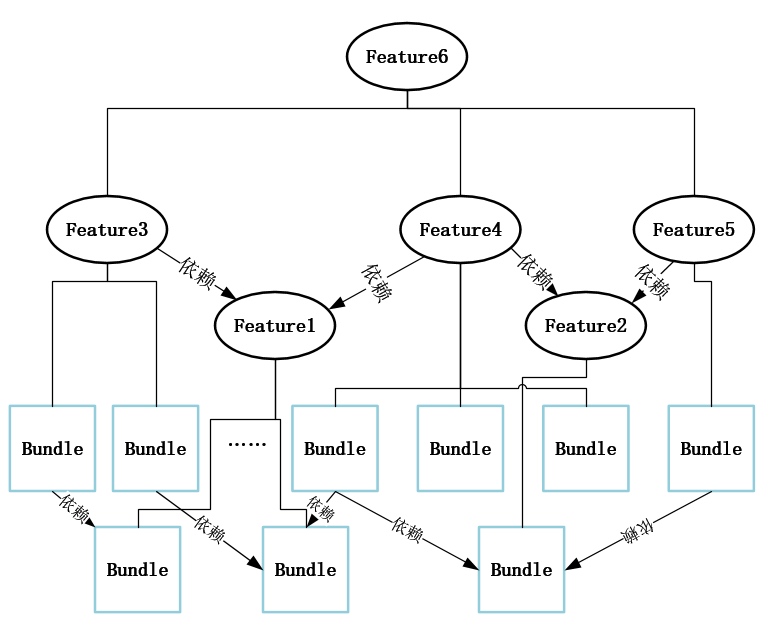 Feature6
Feature3
Feature4
Feature5
依赖
依赖
依赖
依赖
Feature1
Feature2
Bundle
Bundle
……
Bundle
Bundle
Bundle
Bundle
依赖
依赖
依赖
依赖
依赖
Bundle
Bundle
Bundle